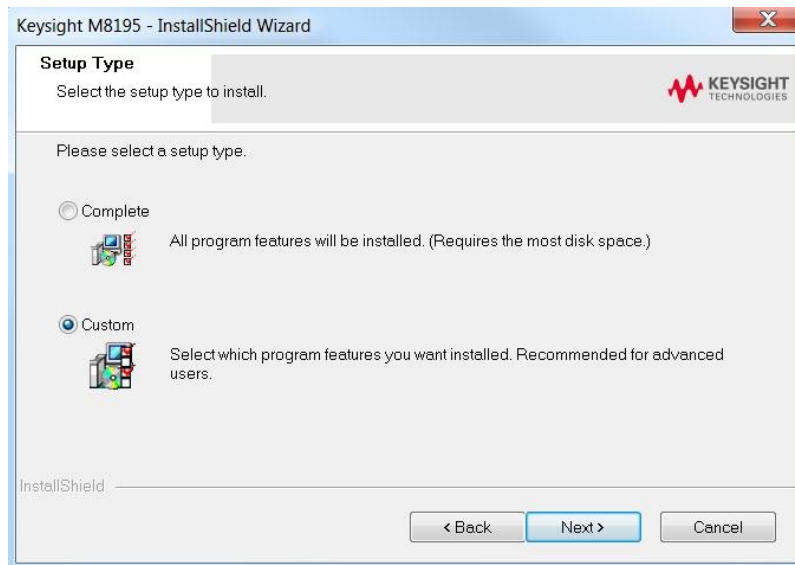 Keysight M8195 - InstallShield Wizard
Setup Type
Select the setup type to install.
KEYSIGHT
TECHNOLOGIES
Please select a setup type.
Complete
All program features will be installed. (Requires the most disk space.)
Custom
Select which program features you want installed. Recommended for advanced
users.
InstallShield
< Back Next > Cancel